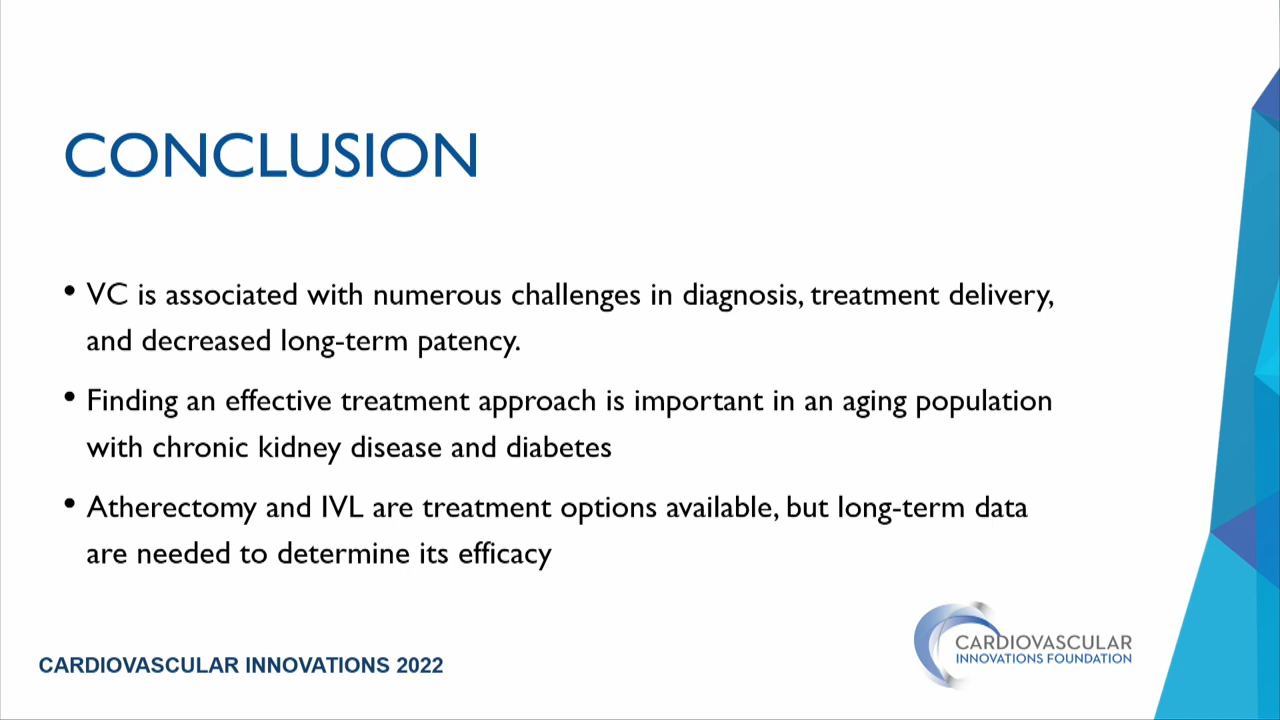 CONCLUSION
• VC is associated with numerous challenges in diagnosis, treatment delivery,
and decreased long-term patency.
• Finding an effective treatment approach is important in an aging population
with chronic kidney disease and diabetes
• Atherectomy and IVL are treatment options available, but long-term data
are needed to determine its efficacy
CARDIOVASCULAR
INNOVATIONS FOUNDATION
CARDIOVASCULAR INNOVATIONS 2022